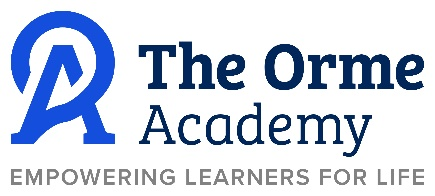 The Orme
Academy
EMPOWERING LEARNERS FOR LIFE